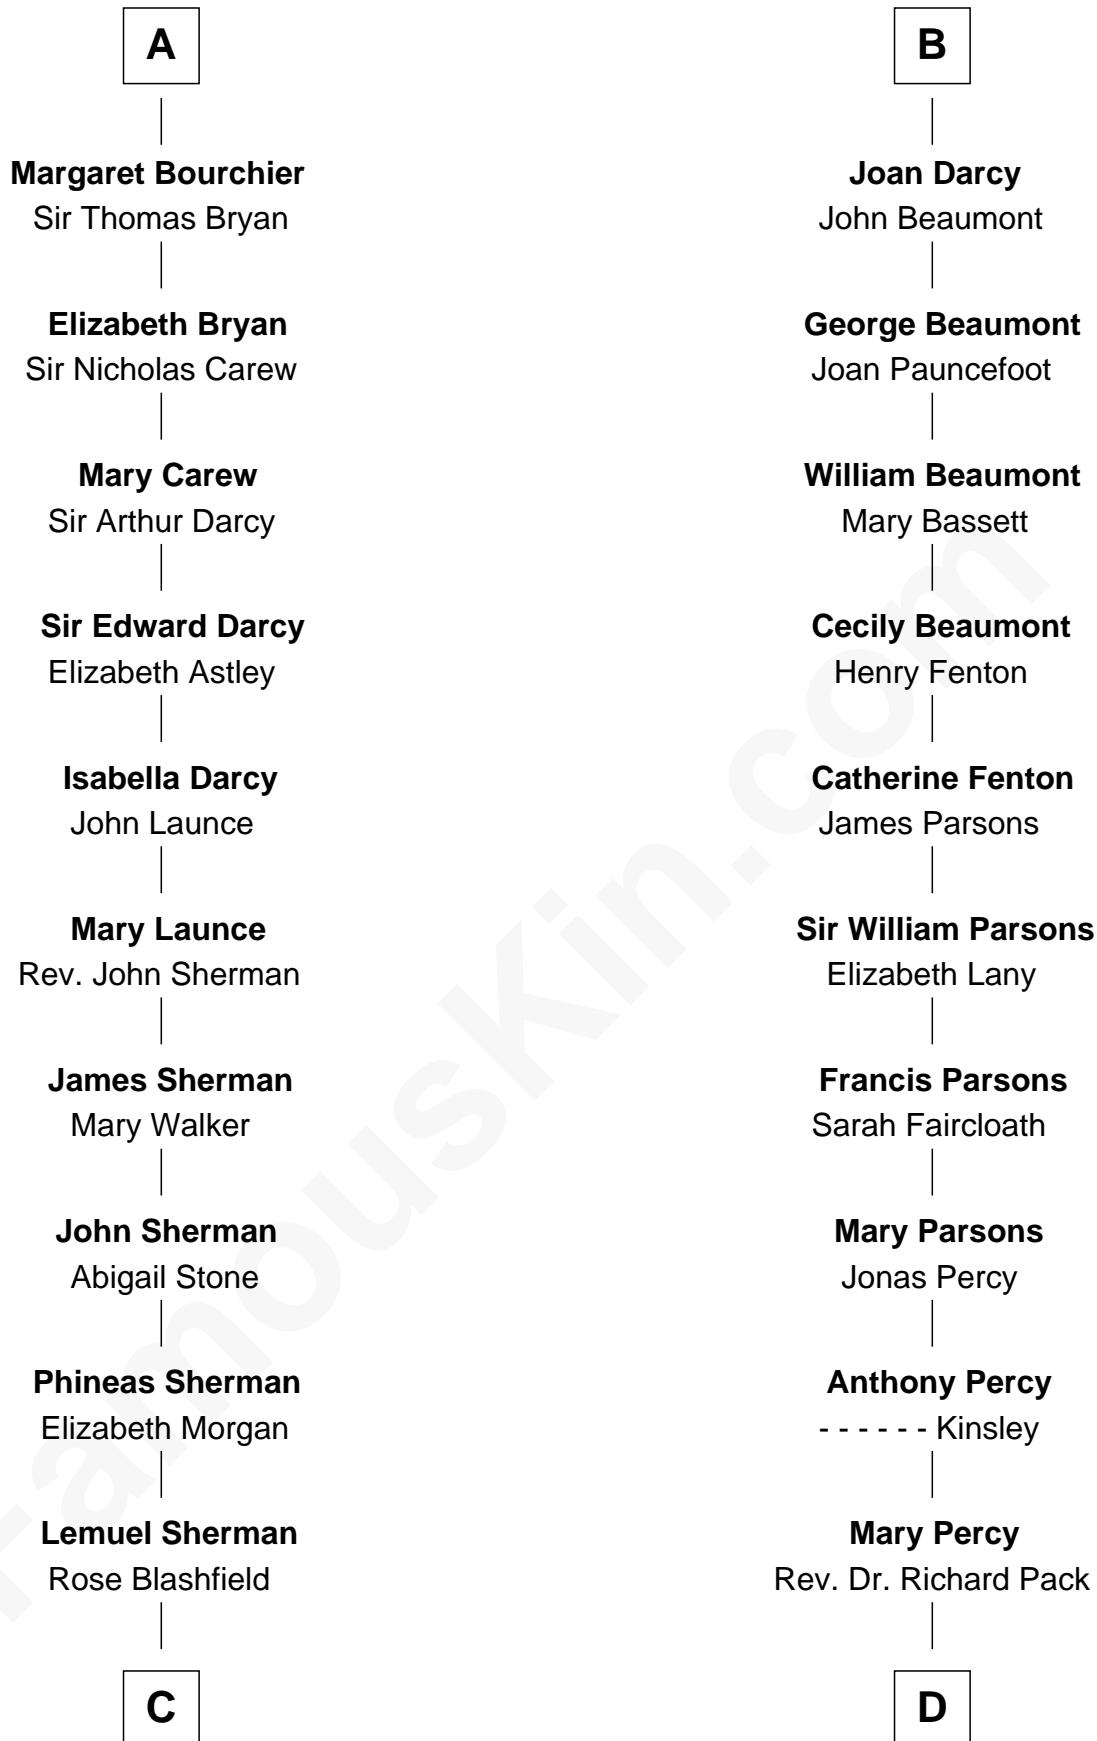 A
Margaret Bourchier
Sir Thomas Bryan
Elizabeth Bryan
Sir Nicholas Carew
Mary Carew
Sir Arthur Darcy
Sir Edward Darcy
Elizabeth Astley
Isabella Darcy
John Launce
Mary Launce
Rev. John Sherman
James Sherman
Mary Walker
John Sherman
Abigail Stone
Phineas Sherman
Elizabeth Morgan
Lemuel Sherman
Rose Blashfield
C
B
Joan Darcy
John Beaumont
George Beaumont
Joan Pauncefoot
William Beaumont
Mary Bassett
Cecily Beaumont
Henry Fenton
Catherine Fenton
James Parsons
Sir William Parsons
Elizabeth Lany
Francis Parsons
Sarah Faircloath
Mary Parsons
Jonas Percy
Anthony Percy
- - - - - - Kinsley
Mary Percy
Rev. Dr. Richard Pack
D
FamousKin.com